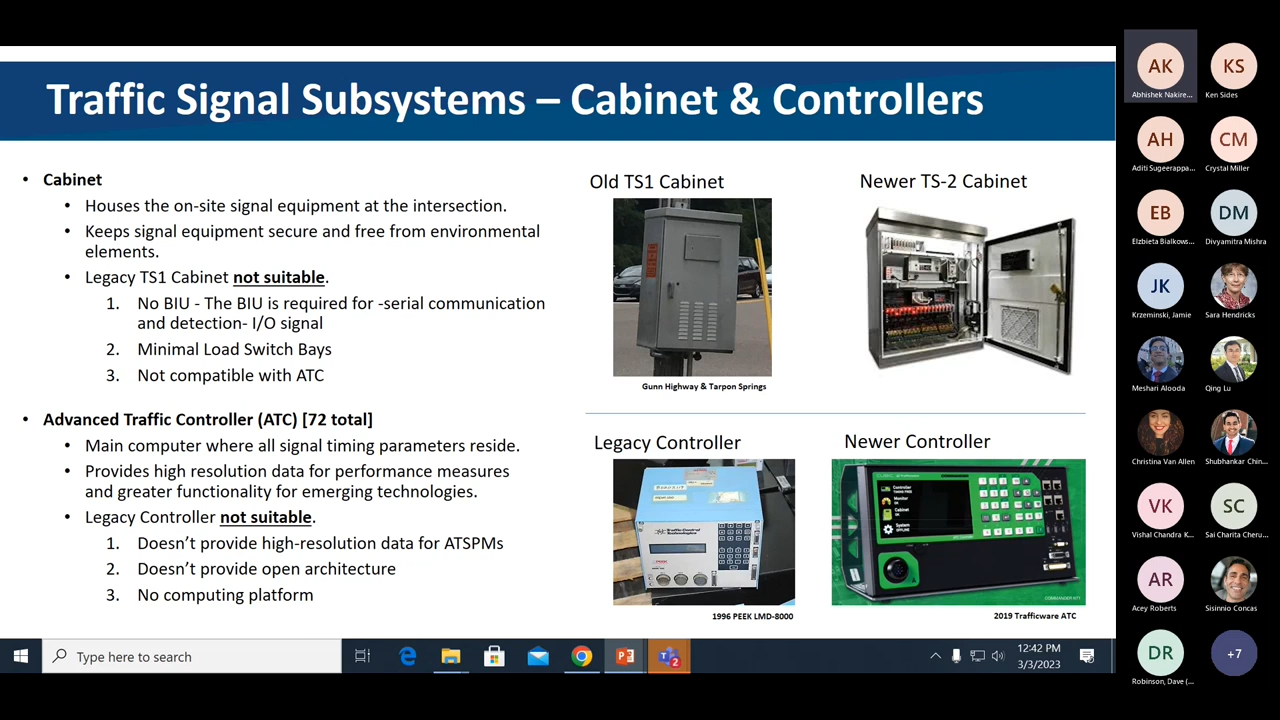 Traffic Signal Subsystems – Cabinet & Controllers
• Cabinet
• Houses the on-site signal equipment at the intersection.
• Keeps signal equipment secure and free from environmental
elements.
• Legacy TS1 Cabinet not suitable.
1. No BIU - The BIU is required for -serial communication
and detection- I/O signal
2. Minimal Load Switch Bays
3. Not compatible with ATC
• Advanced Traffic Controller (ATC) [72 total]
• Main computer where all signal timing parameters reside.
• Provides high resolution data for performance measures
and greater functionality for emerging technologies.
• Legacy Controller not suitable.
1. Doesn't provide high-resolution data for ATSPMs
2. Doesn't provide open architecture
3. No computing platform
Old TS1 Cabinet
Newer TS-2 Cabinet
Gunn Highway & Tarpon Springs
Legacy Controller
Newer Controller
Traffic Control
Technologies
Controller
Monitor
Cabinet
System
1996 PEEK LMD-8000
2019 Trafficware ATC
Type here to search
12:42 PM
3/3/2023
AK
Abhishek Nakire...
KS
Ken Sides
AH
Aditi Sugeerappa...
CM
Crystal Miller
EB
Elzbieta Bialkows...
DM
Divyamitra Mishra
JK
Krzeminski, Jamie
Sara Hendricks
Meshari Alooda
Qing Lu
Christina Van Allen
Shubhankar Chin...
VK
Vishal Chandra K...
SC
Sai Charita Cheru...
AR
Acey Roberts
Sisinnio Concas
DR
Robinson, Dave (...
+7